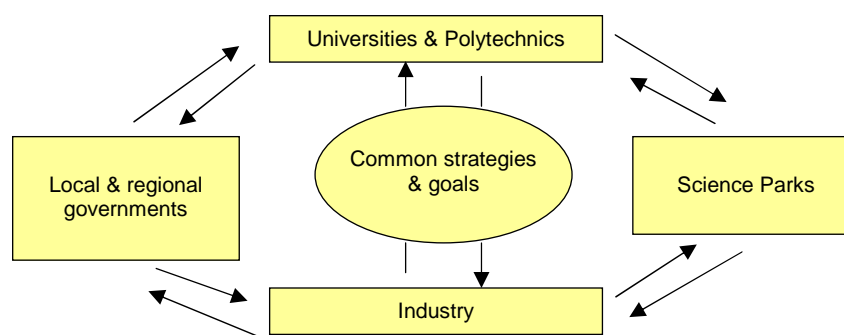 Universities & Polytechnics
Local & regional
governments
Common strategies
& goals
Science Parks
Industry